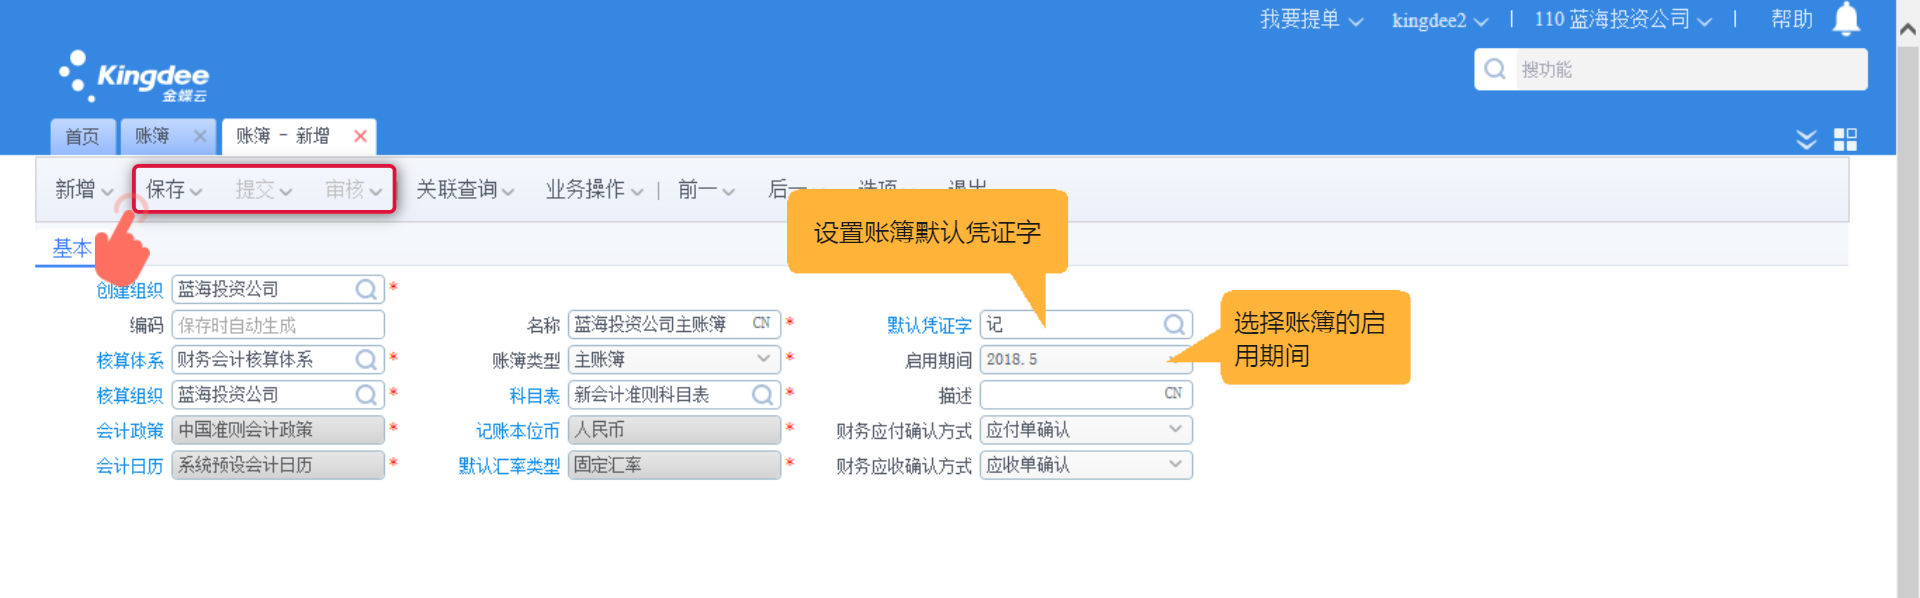 我要提单 kingdee2 | 110 蓝海投资公司 | 帮助
Kingdee
金蝶云
搜功能
首页 账簿 账簿 - 新增
新增 保存 提交 审核 关联查询 业务操作 | 前一 后一 选项 退出
设置账簿默认凭证字
基本
创建组织 蓝海投资公司 *
编码 保存时自动生成 名称 蓝海投资公司主账簿 CN * 默认凭证字 记
选择账簿的启
用期间
核算体系 财务会计核算体系 * 账簿类型 主账簿 * 启用期间 2018. 5
核算组织 蓝海投资公司 * 科目表 新会计准则科目表 * 描述 CN
会计政策 中国准则会计政策 * 记账本位币 人民币 * 财务应付确认方式 应付单确认
会计日历 系统预设会计日历 * 默认汇率类型 固定汇率 * 财务应收确认方式 应收单确认